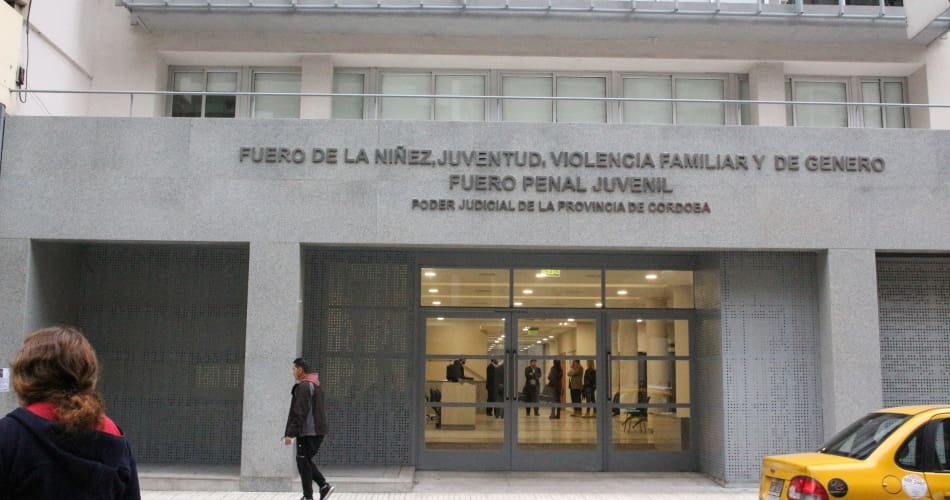 FUERO DE LA NIÑEZ, JUVENTUD, VIOLENCIA FAMILIAR Y DE GENERO
FUERO PENAL JUVENIL
PODER JUDICIAL DE LA PROVINCIA DE CORDOBA